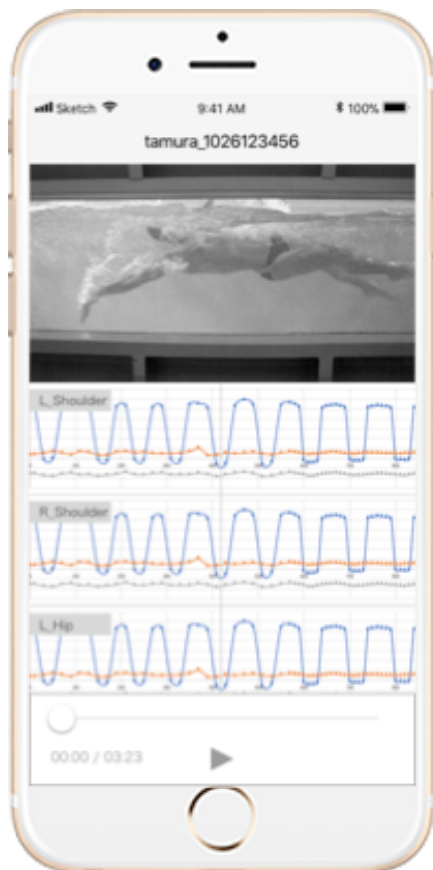 Sketch 9:41 AM 100%
tamura_1026123456
L_Shoulder
R_Shoulder
L_Hip
00:00 / 03:23